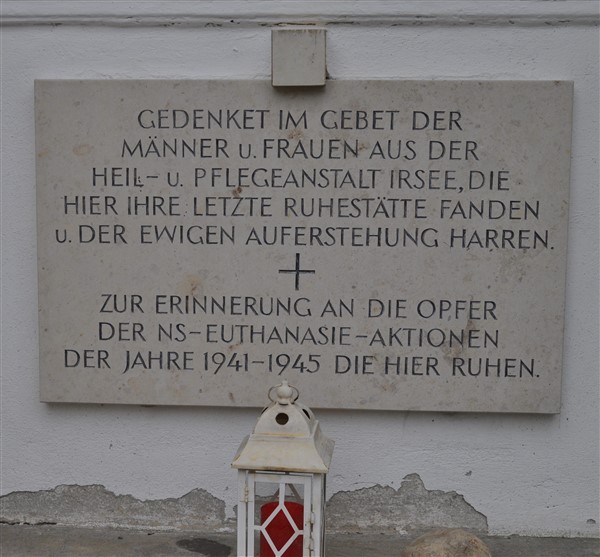 GEDENKET IM GEBET DER
MÄNNER U. FRAUEN AUS DER
HEIL- U. PFLEGEANSTALT IRSEE, DIE
HIER IHRE LETZTE RUHESTÄTTE FANDEN
U. DER EWIGEN AUFERSTEHUNG HARREN.
ZUR ERINNERUNG AN DIE OPFER
DER NS-EUTHANASIE-AKTIONEN
DER JAHRE 1941-1945 DIE HIER RUHEN.